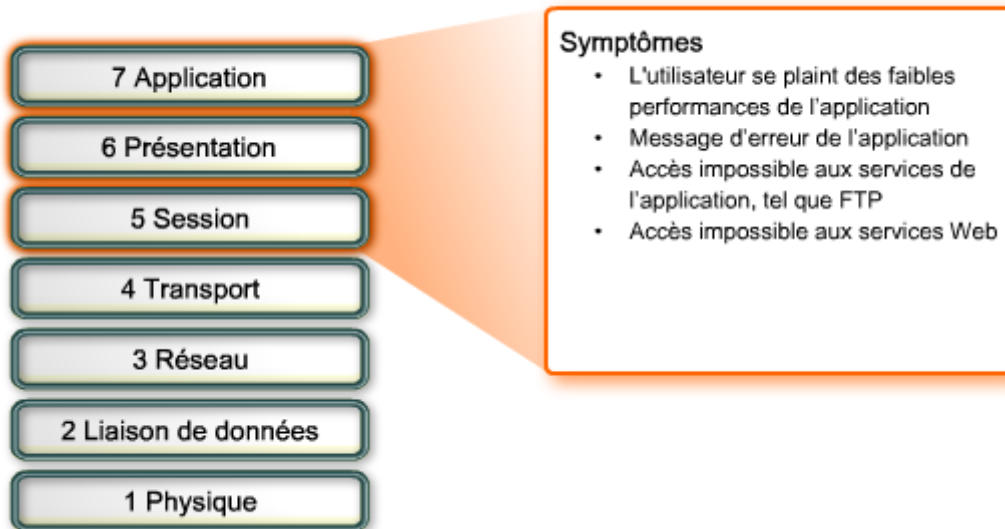 7 Application
6 Présentation
5 Session
4 Transport
3 Réseau
2 Liaison de données
1 Physique
Symptômes
• L'utilisateur se plaint des faibles
performances de l'application
• Message d'erreur de l'application
• Accès impossible aux services de
l'application, tel que FTP
• Accès impossible aux services Web